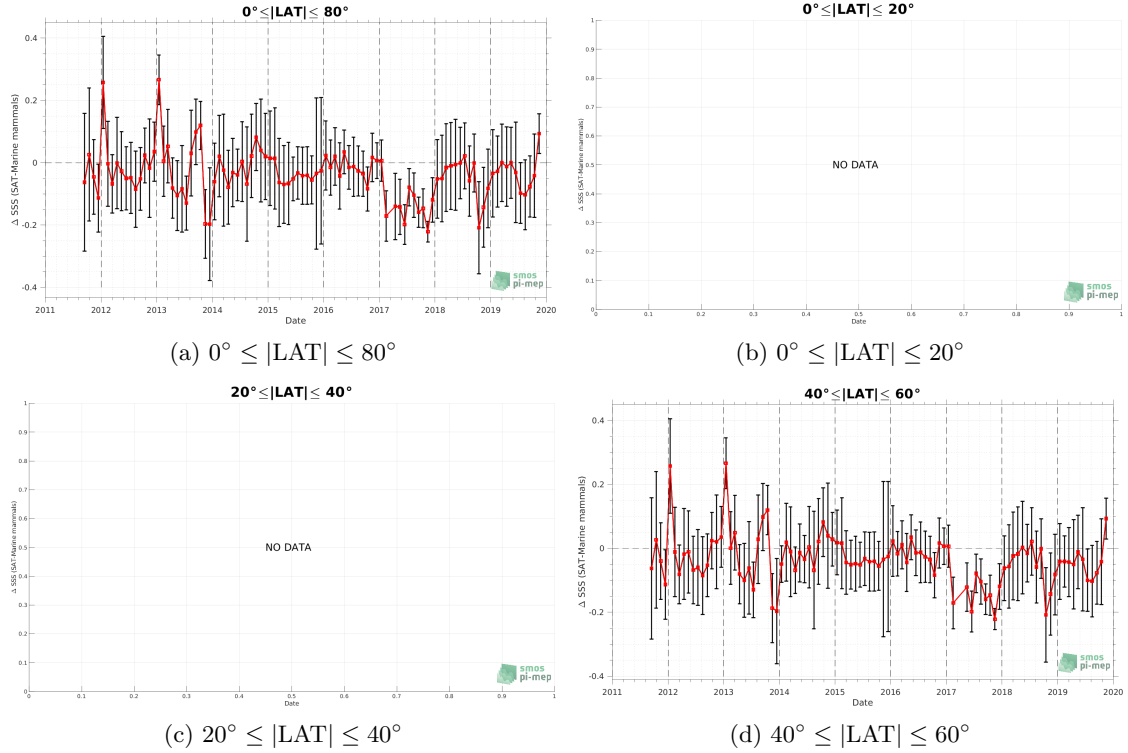 0°≤|LAT|≤ 80°
Δ SSS (SAT-Marine mammals)
0.4
0.2
0
-0.2
-0.4
2011 2012 2013 2014 2015 2016 2017 2018 2019 2020
Date
smos
pi-mep
(a) 0° ≤ |LAT| ≤ 80°
0°≤|LAT|≤ 20°
Δ SSS (SAT-Marine mammals)
1
0.9
0.8
0.7
0.6
0.5
0.4
0.3
0.2
0.1
0
NO DATA
0 0.1 0.2 0.3 0.4 0.5 0.6 0.7 0.8 0.9 1
Date
smos
pi-mep
(b) 0° ≤ |LAT| ≤ 20°
20°≤|LAT|≤ 40°
Δ SSS (SAT-Marine mammals)
1
0.9
0.8
0.7
0.6
0.5
0.4
0.3
0.2
0.1
0
NO DATA
0 0.1 0.2 0.3 0.4 0.5 0.6 0.7 0.8 0.9 1
Date
smos
pi-mep
(c) 20° ≤ |LAT| ≤ 40°
40°≤|LAT|≤ 60°
Δ SSS (SAT-Marine mammals)
0.4
0.2
0
-0.2
-0.4
2011 2012 2013 2014 2015 2016 2017 2018 2019 2020
Date
smos
pi-mep
(d) 40° ≤ |LAT| ≤ 60°